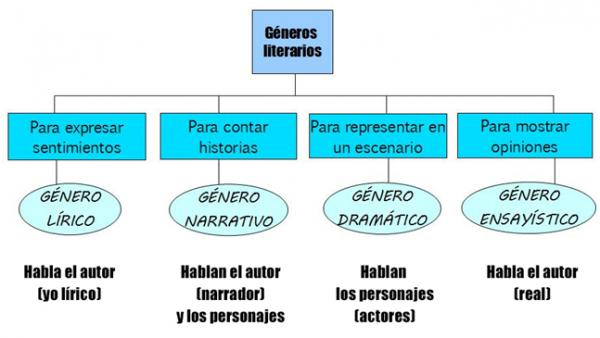 Géneros
literarios
Para expresar
sentimientos
Para contar
historias
Para representar en
un escenario
Para mostrar
opiniones
GÉNERO
LÍRICO
GÉNERO
NARRATIVO
GÉNERO
DRAMÁTICO
GÉNERO
ENSAYÍSTICO
Habla el autor
(yo lírico)
Hablan el autor
(narrador)
y los personajes
Hablan
los personajes
(actores)
Habla el autor
(real)